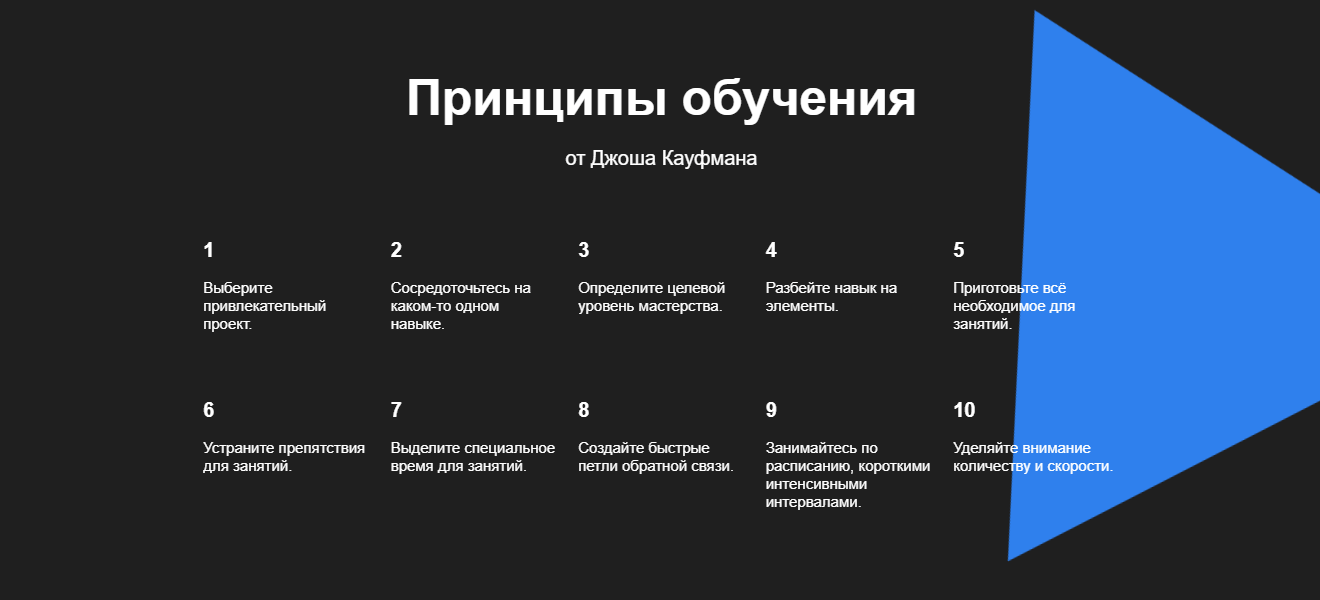 Принципы обучения
от Джоша Кауфмана
1
Выберите
привлекательный
проект.
2
Сосредоточьтесь на
каком-то одном
навыке.
3
Определите целевой
уровень мастерства.
4
Разбейте навык на
элементы.
5
Приготовьте всё
необходимое для
занятий.
6
Устраните препятствия
для занятий.
7
Выделите специальное
время для занятий.
8
Создайте быстрые
петли обратной связи.
9
Занимайтесь по
расписанию, короткими
интенсивными
интервалами.
10
Уделяйте внимание
количеству и скорости.